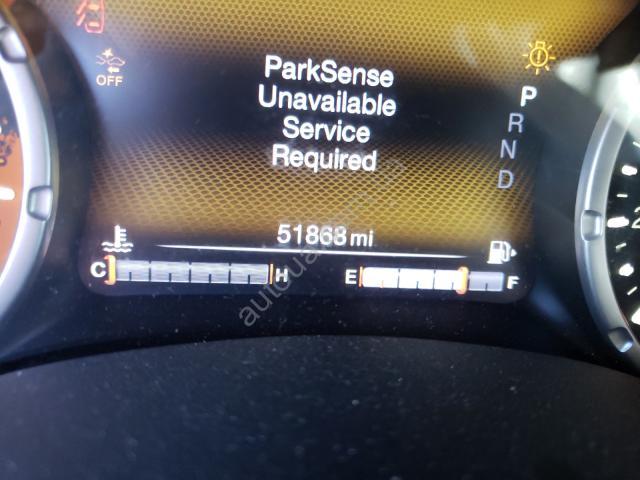 OFF
ParkSense
Unavailable
Service
Required
P
R
N
D
51868 mi
C H E F